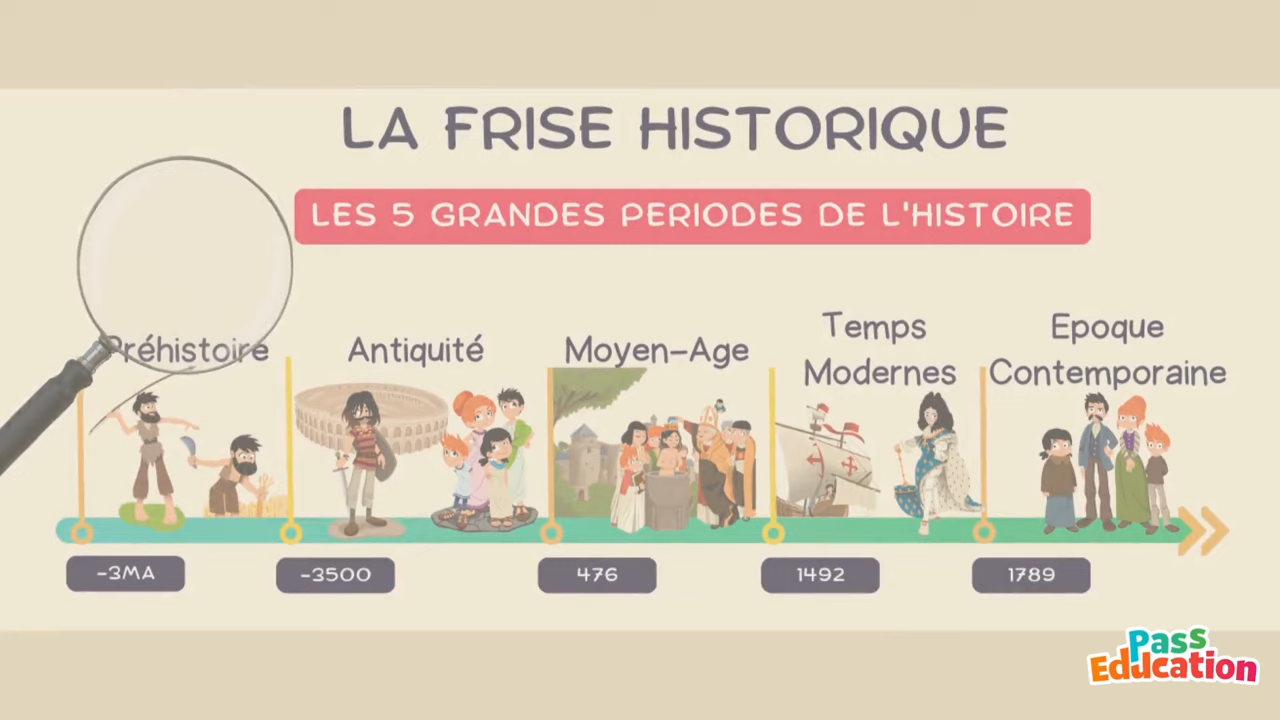 LA FRISE HISTORIQUE
LES 5 GRANDES PERIODES DE L'HISTOIRE
Préhistoire
Antiquité
Moyen-Age
Temps
Modernes
Epoque
Contemporaine
-3MA
-3500
476
1492
1789
Pass
Education